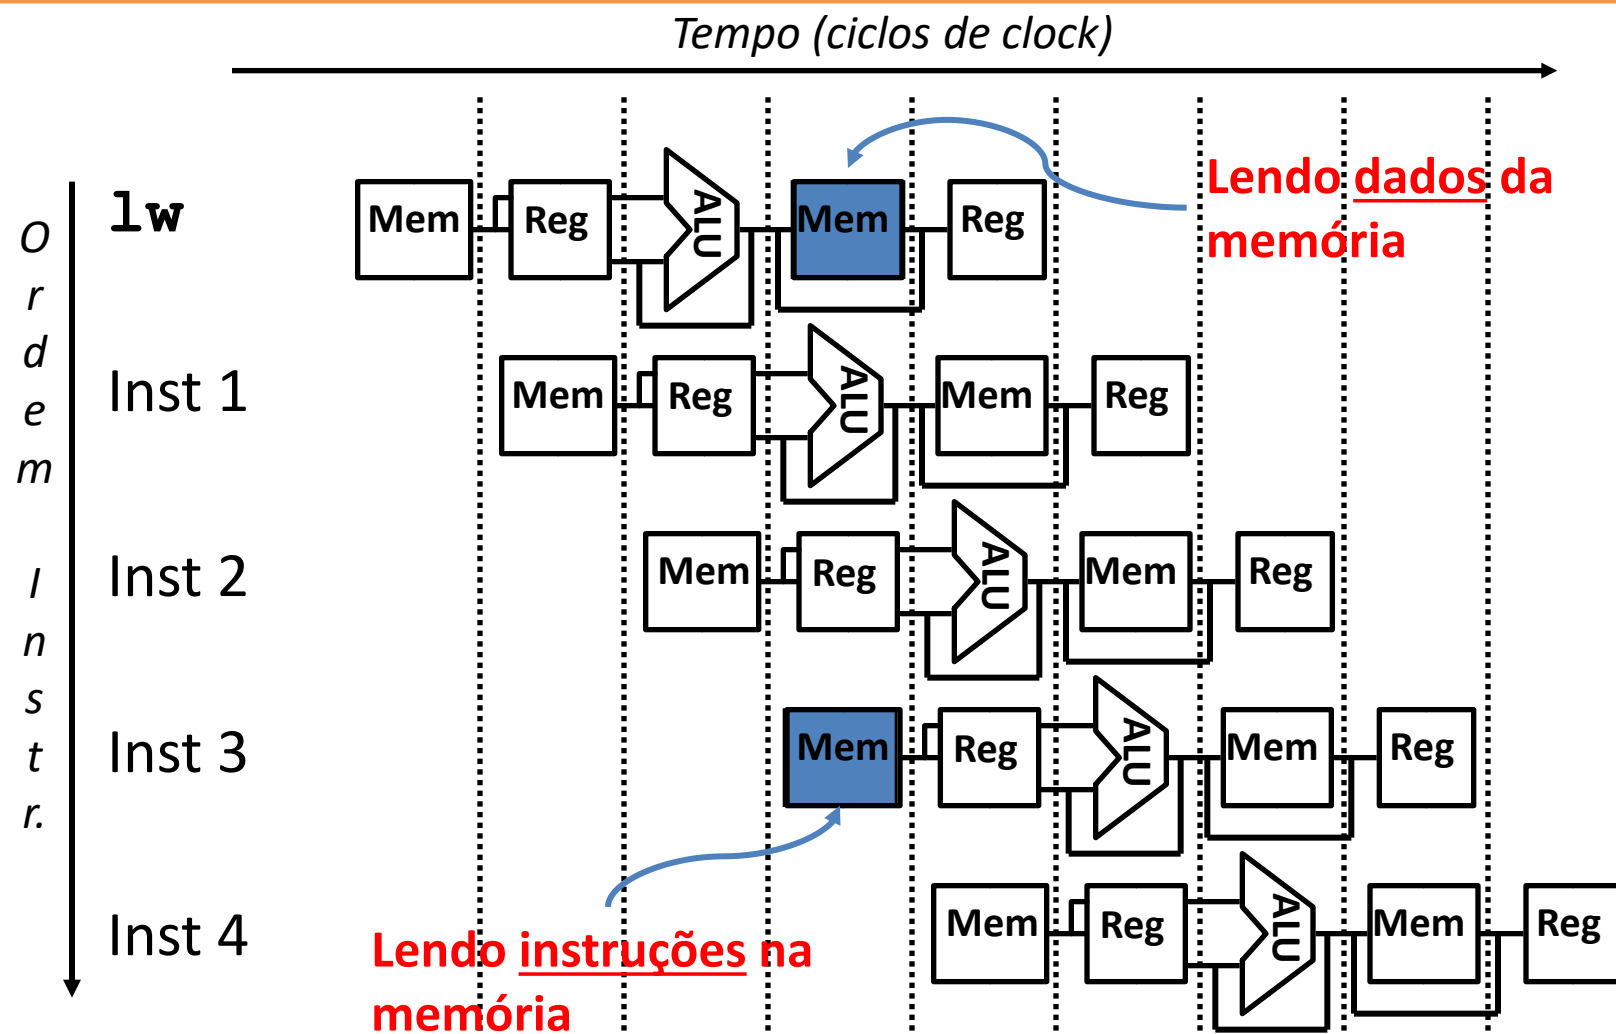 Tempo (ciclos de clock)
Ordem Instr.
lw
Mem Reg ALU Mem Reg
Lendo dados da
memória
Inst 1
Mem Reg ALU Mem Reg
Inst 2
Mem Reg ALU Mem Reg
Inst 3
Mem Reg ALU Mem Reg
Inst 4
Mem Reg ALU Mem Reg
Lendo instruções na
memória